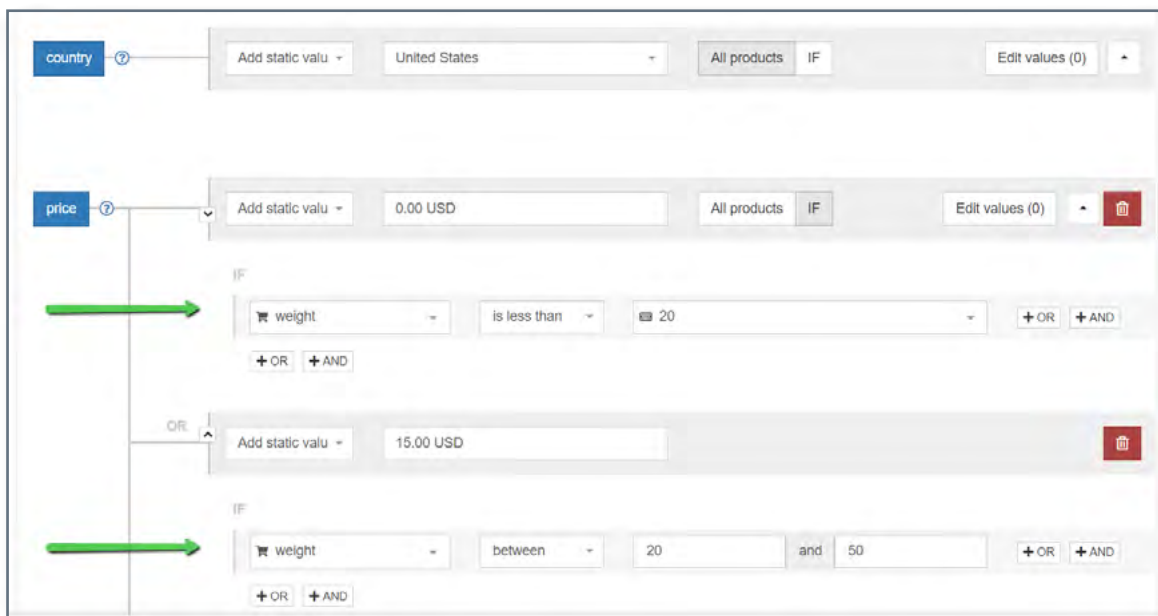 country ? Add static valu United States All products IF Edit values (0)
price ? Add static valu 0.00 USD All products IF Edit values (0)
IF
weight is less than 20 + OR + AND
+ OR + AND
OR
Add static valu 15.00 USD
IF
weight between 20 and 50 + OR + AND
+ OR + AND